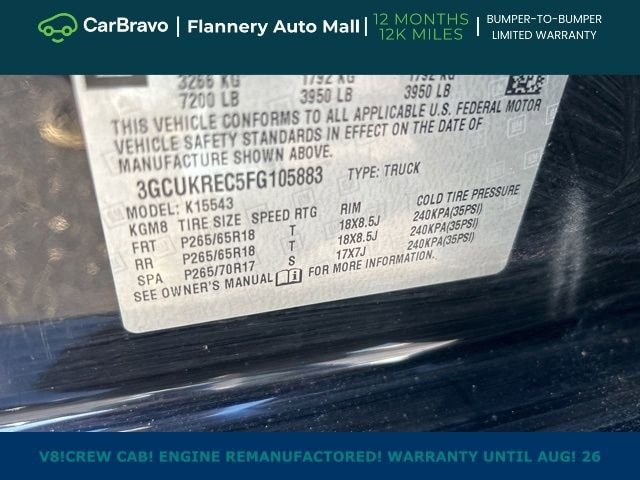 CarBravo | Flannery Auto Mall | 12 MONTHS 12K MILES | BUMPER-TO-BUMPER LIMITED WARRANTY
3266 KG 1792 KG 1792 KG
7200 LB 3950 LB 3950 LB
THIS VEHICLE CONFORMS TO ALL APPLICABLE U.S. FEDERAL MOTOR
VEHICLE SAFETY STANDARDS IN EFFECT ON THE DATE OF
MANUFACTURE SHOWN ABOVE.
3GCUKREC5FG105883 TYPE: TRUCK
MODEL: K15543
KGM8 TIRE SIZE SPEED RTG RIM COLD TIRE PRESSURE
FRT P265/65R18 T 18X8.5J 240KPA(35PSI)
RR P265/65R18 T 18X8.5J 240KPA(35PSI)
SPA P265/70R17 S 17X7J 240KPA(35PSI)
SEE OWNER'S MANUAL FOR MORE INFORMATION.
V8!CREW CAB! ENGINE REMANUFACTORED! WARRANTY UNTIL AUG! 26